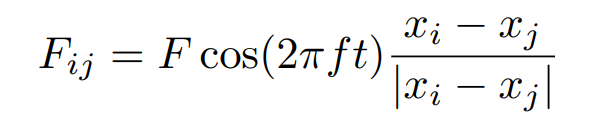 $F_{ij} = F \cos(2\pi f t) \frac{x_i - x_j}{|x_i - x_j|}$